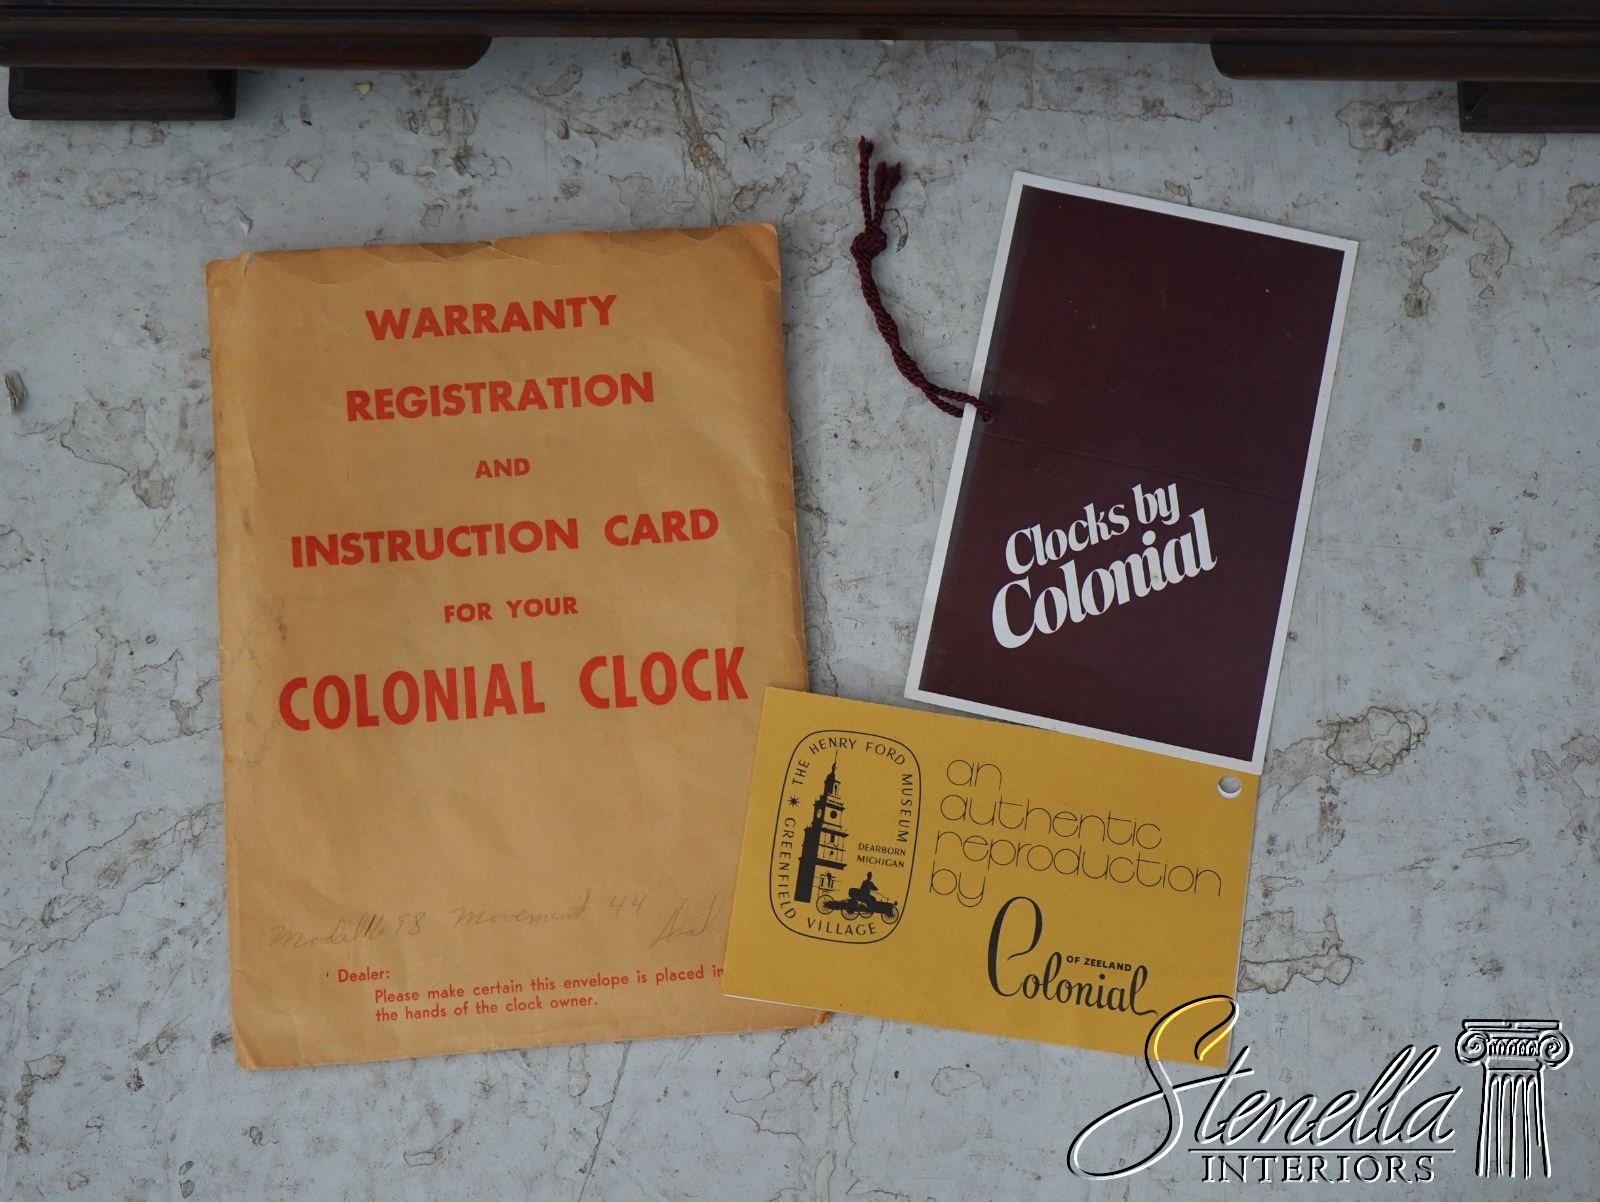 WARRANTY
REGISTRATION
AND
INSTRUCTION CARD
FOR YOUR
COLONIAL CLOCK
Movement 44
Dealer:
Please make certain this envelope is placed in
the hands of the clock owner.
Clocks by
Colonial
THE HENRY FORD MUSEUM
GREENFIELD VILLAGE
DEARBORN
MICHIGAN
an
authentic
reproduction
by
Colonial
OF ZEELAND
Stenella
INTERIORS